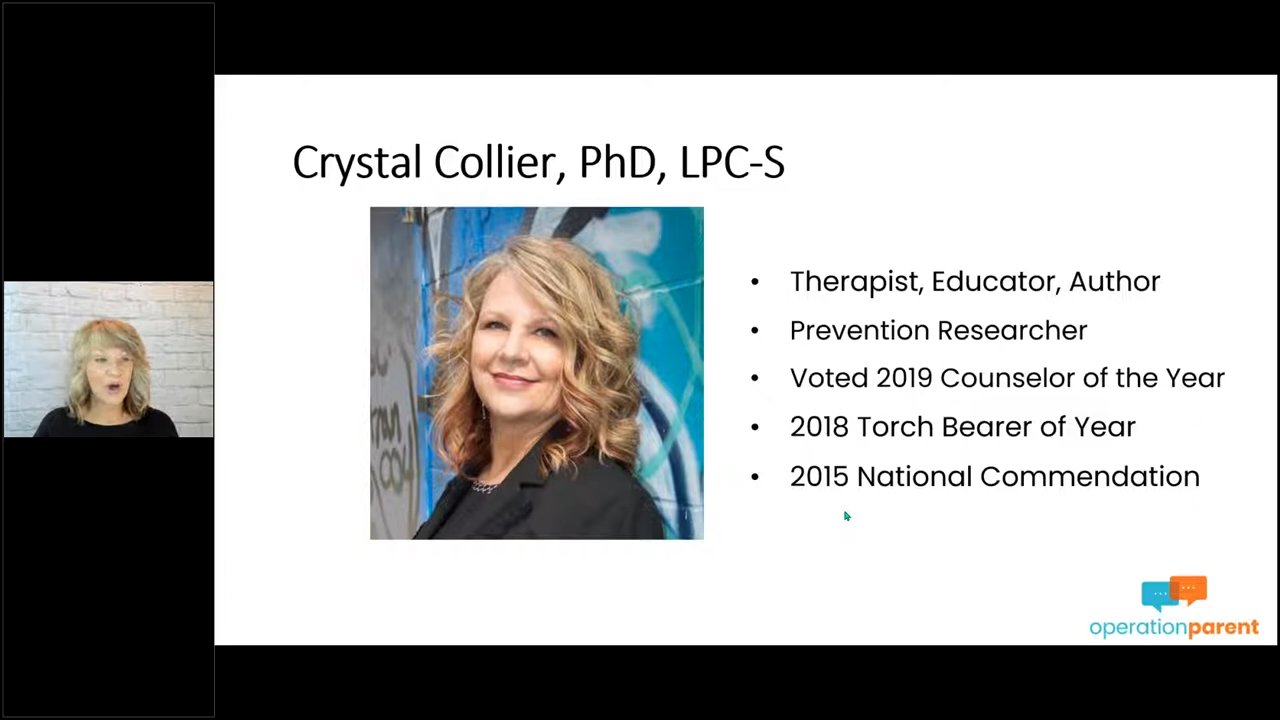 Crystal Collier, PhD, LPC-S
• Therapist, Educator, Author
• Prevention Researcher
• Voted 2019 Counselor of the Year
2018 Torch Bearer of Year
• 2015 National Commendation
operationparent